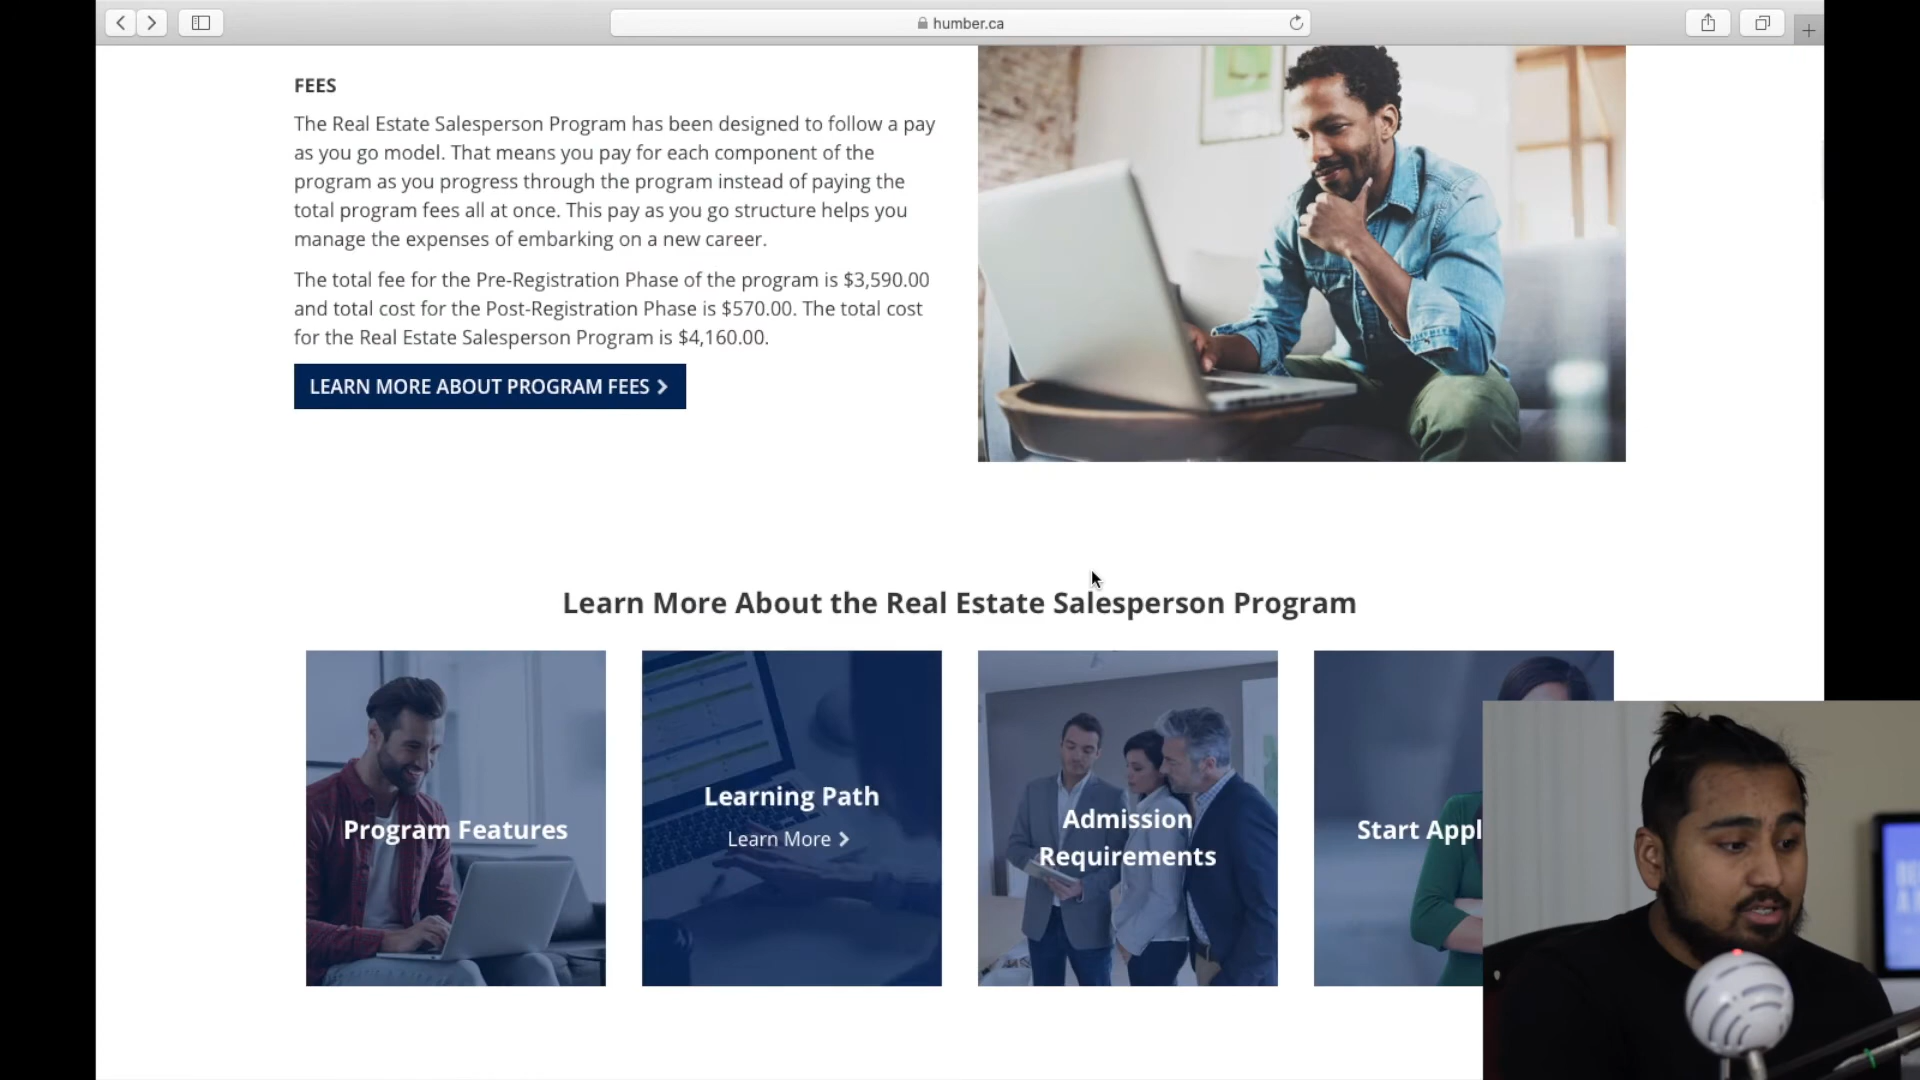 humber.ca
FEES
The Real Estate Salesperson Program has been designed to follow a pay
as you go model. That means you pay for each component of the
program as you progress through the program instead of paying the
total program fees all at once. This pay as you go structure helps you
manage the expenses of embarking on a new career.
The total fee for the Pre-Registration Phase of the program is $3,590.00
and total cost for the Post-Registration Phase is $570.00. The total cost
for the Real Estate Salesperson Program is $4,160.00.
LEARN MORE ABOUT PROGRAM FEES
Learn More About the Real Estate Salesperson Program
Program Features
Learning Path
Learn More
Admission
Requirements
Start Appl